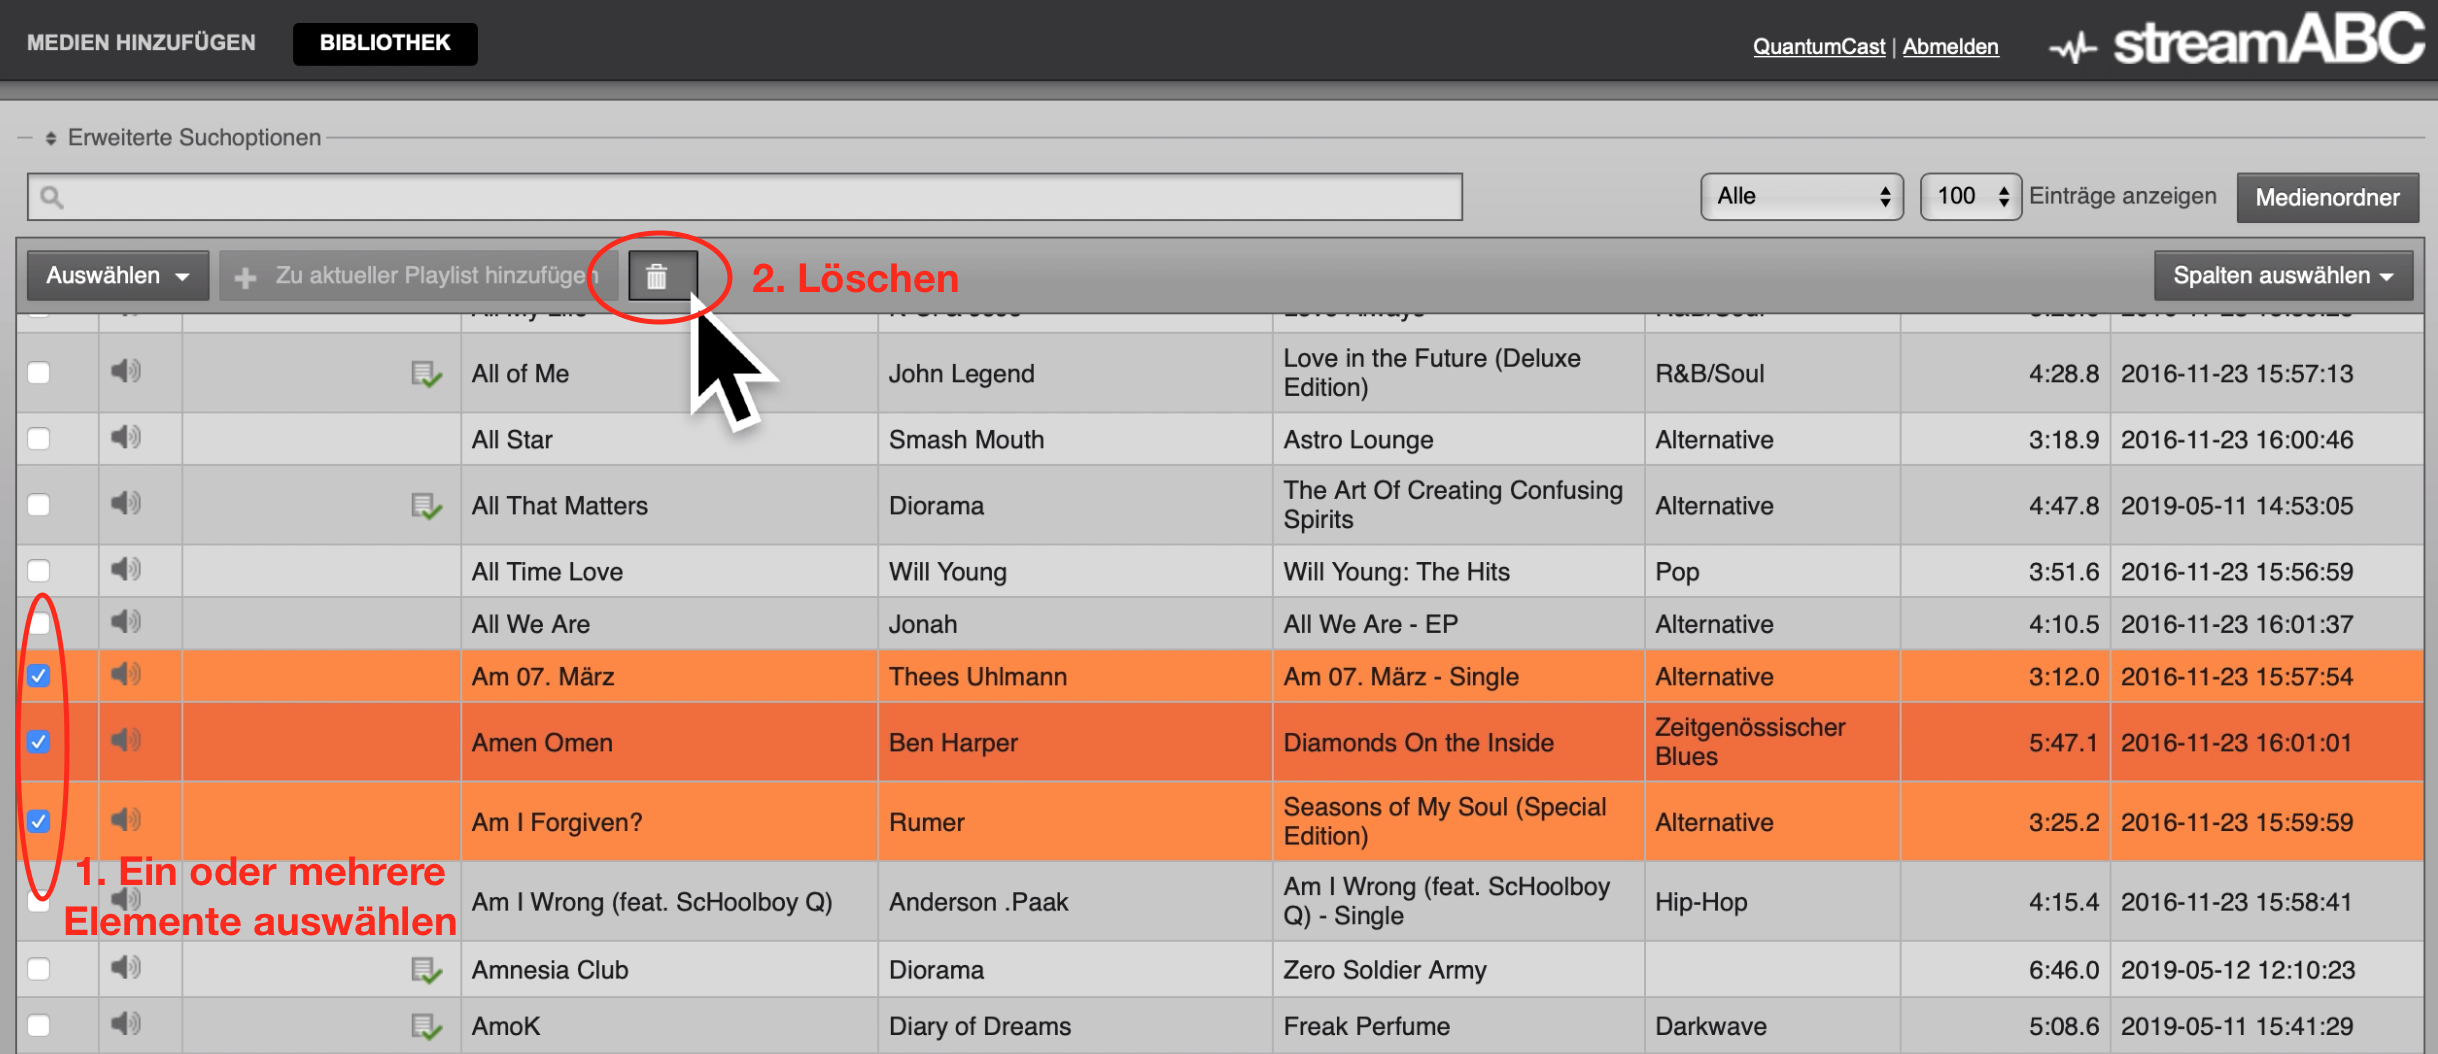 MEDIEN HINZUFÜGEN BIBLIOTHEK QuantumCast | Abmelden streamABC
Erweiterte Suchoptionen
Alle 100 Einträge anzeigen Medienordner
Auswählen Zu aktueller Playlist hinzufügen 2. Löschen Spalten auswählen
All of Me John Legend Love in the Future (Deluxe
Edition) R&B/Soul 4:28.8 2016-11-23 15:57:13
All Star Smash Mouth Astro Lounge Alternative 3:18.9 2016-11-23 16:00:46
All That Matters Diorama The Art Of Creating Confusing
Spirits Alternative 4:47.8 2019-05-11 14:53:05
All Time Love Will Young Will Young: The Hits Pop 3:51.6 2016-11-23 15:56:59
All We Are Jonah All We Are - EP Alternative 4:10.5 2016-11-23 16:01:37
Am 07. März Thees Uhlmann Am 07. März - Single Alternative 3:12.0 2016-11-23 15:57:54
Amen Omen Ben Harper Diamonds On the Inside Zeitgenössischer
Blues 5:47.1 2016-11-23 16:01:01
Am I Forgiven? Rumer Seasons of My Soul (Special
Edition) Alternative 3:25.2 2016-11-23 15:59:59
1. Ein oder mehrere
Elemente auswählen
Am I Wrong (feat. ScHoolboy Q) Anderson .Paak Am I Wrong (feat. ScHoolboy
Q) - Single Hip-Hop 4:15.4 2016-11-23 15:58:41
Amnesia Club Diorama Zero Soldier Army 6:46.0 2019-05-12 12:10:23
AmoK Diary of Dreams Freak Perfume Darkwave 5:08.6 2019-05-11 15:41:29